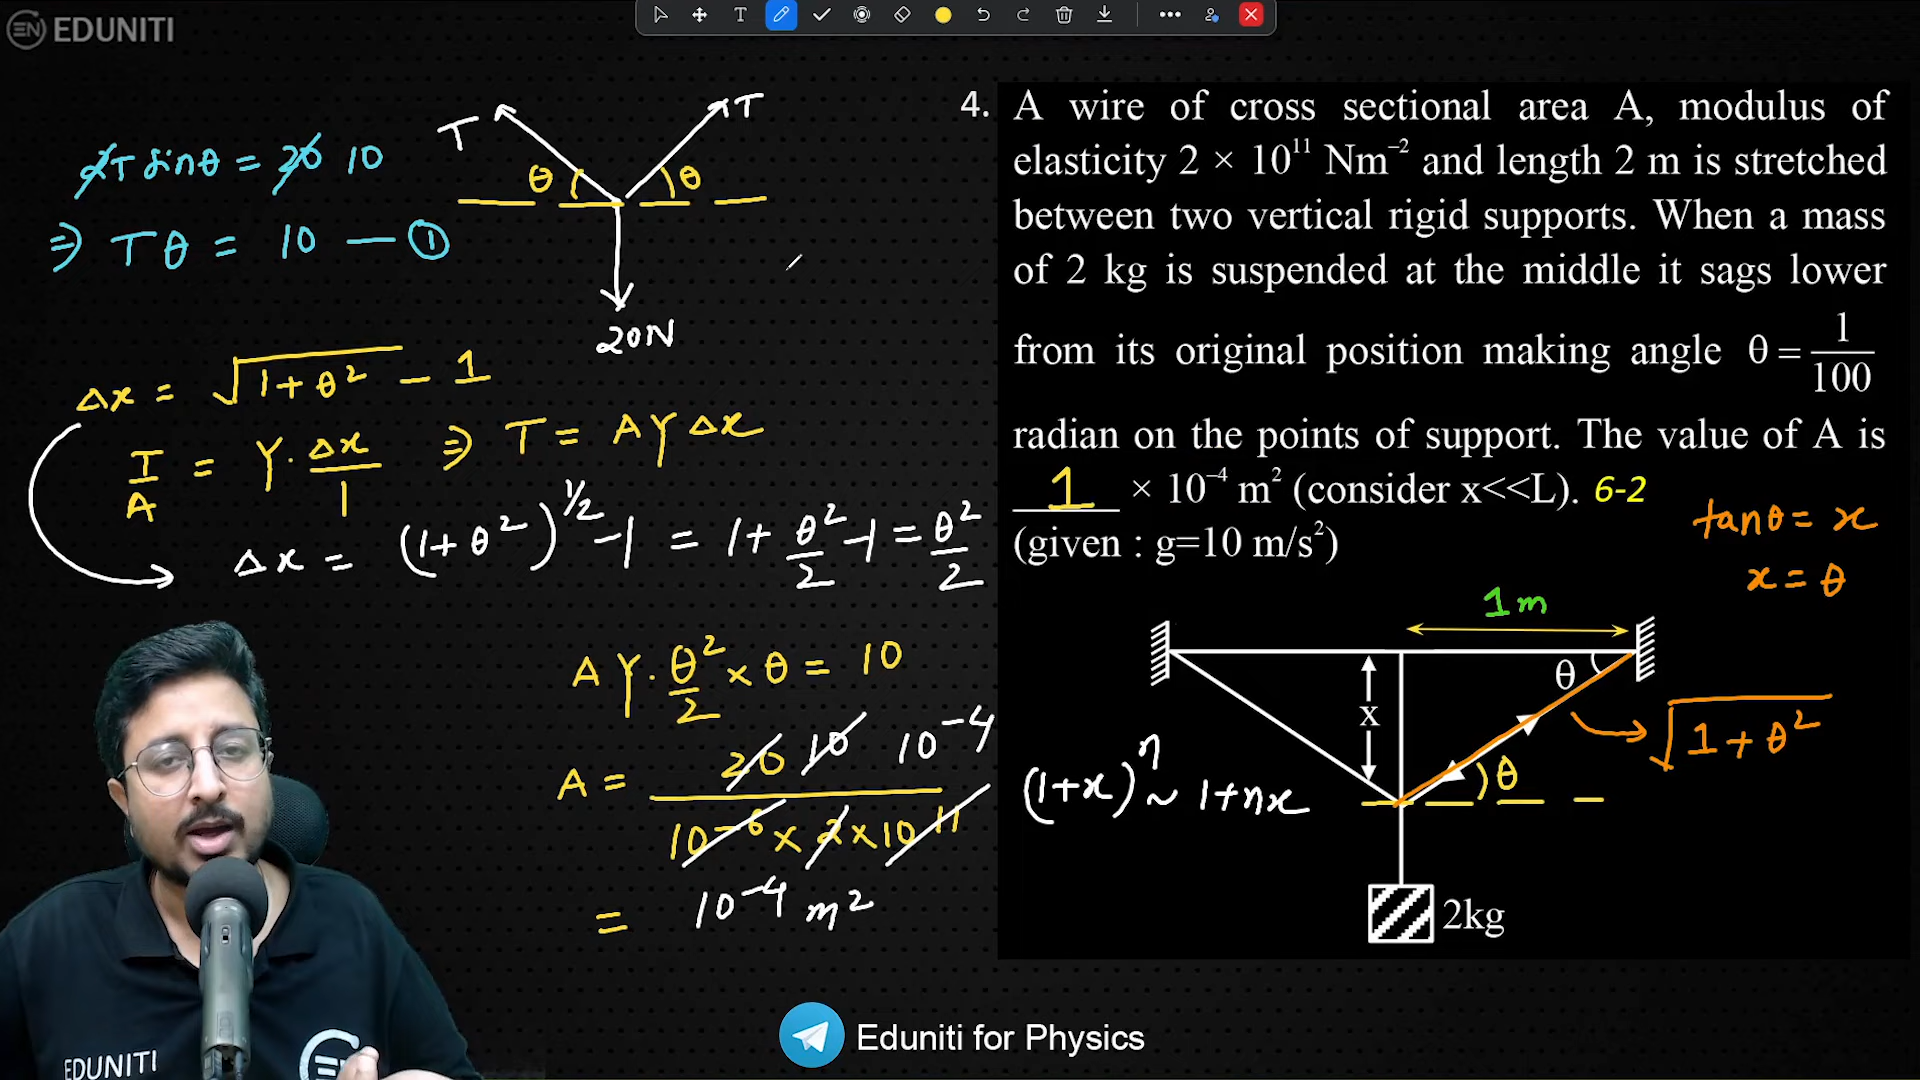 EDUNITI
2T sinθ = 20 10
⇒ Tθ = 10 — ①
T
T
θ
θ
20N
Δx = √1+θ² - 1
T/A = Y · Δx/1 ⇒ T = A Y Δx
Δx = (1+θ²)^1/2 - 1 = 1+ θ²/2 - 1 = θ²/2
A Y · θ²/2 × θ = 10
A = 20 10 10⁻⁴ / 10⁻⁶ × 2 × 10¹¹
= 10⁻⁴ m²
4. A wire of cross sectional area A, modulus of
elasticity 2 × 10¹¹ Nm⁻² and length 2 m is stretched
between two vertical rigid supports. When a mass
of 2 kg is suspended at the middle it sags lower
from its original position making angle θ = 1/100
radian on the points of support. The value of A is
1 × 10⁻⁴ m² (consider x<<L). 6-2
(given : g=10 m/s²)
tanθ = x
x = θ
1m
θ
x
√1+θ²
θ
(1+x)ⁿ ~ 1+nx
2kg
EDUNITI
Eduniti for Physics